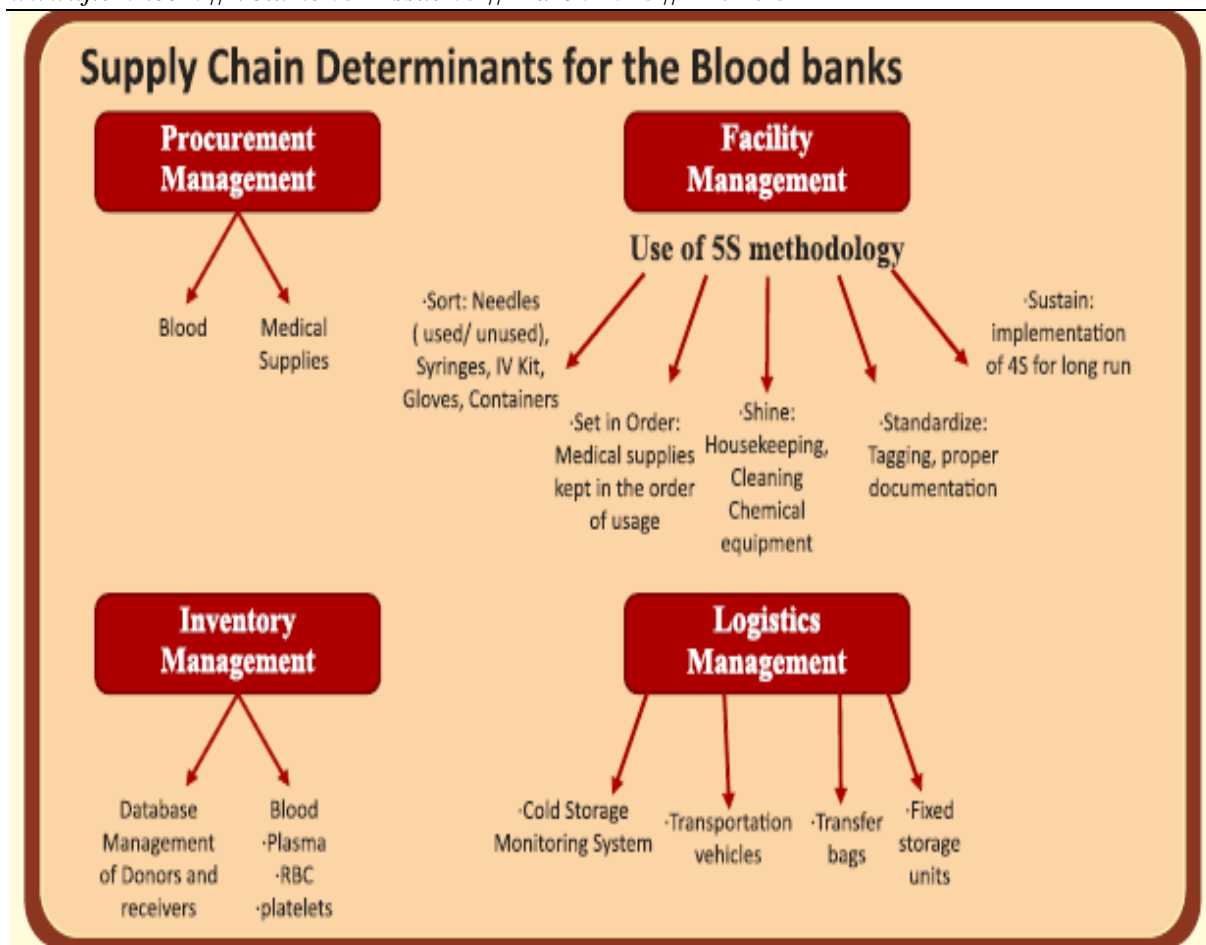 Supply Chain Determinants for the Blood banks
Procurement
Management
Blood
Medical
Supplies
Facility
Management
Use of 5S methodology
·Sort: Needles
( used/ unused),
Syringes, IV Kit,
Gloves, Containers
·Set in Order:
Medical supplies
kept in the order
of usage
·Shine:
Housekeeping,
Cleaning
Chemical
equipment
·Standardize:
Tagging, proper
documentation
·Sustain:
implementation
of 4S for long run
Inventory
Management
Database
Management
of Donors and
receivers
Blood
·Plasma
·RBC
·platelets
Logistics
Management
·Cold Storage
Monitoring System
·Transportation
vehicles
·Transfer
bags
·Fixed
storage
units